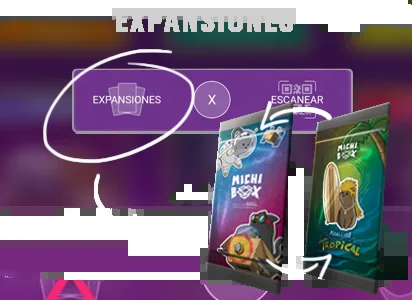 EXPANSIONES
EXPANSIONES
X
ESCANEAR
MICHI
BOX
MICHI
BOX
TROPICAL